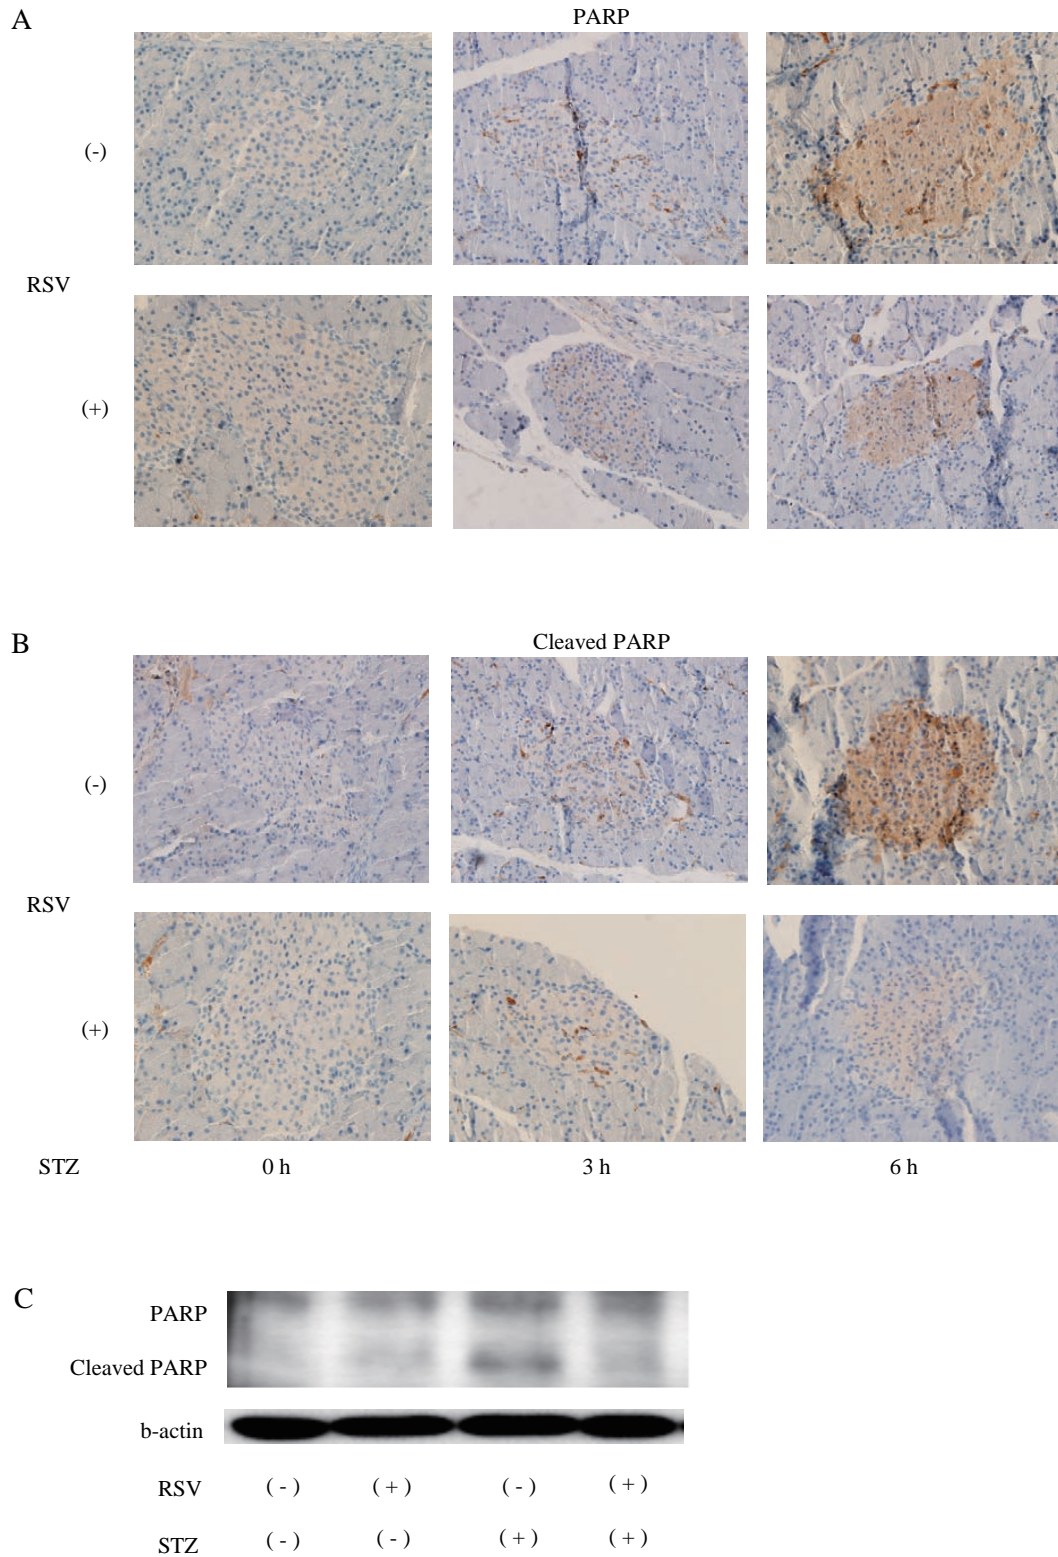 A
PARP
(-)
RSV
(+)
B
Cleaved PARP
(-)
RSV
(+)
STZ 0 h 3 h 6 h
C
PARP
Cleaved PARP
b-actin
RSV ( - ) ( + ) ( - ) ( + )
STZ ( - ) ( - ) ( + ) ( + )